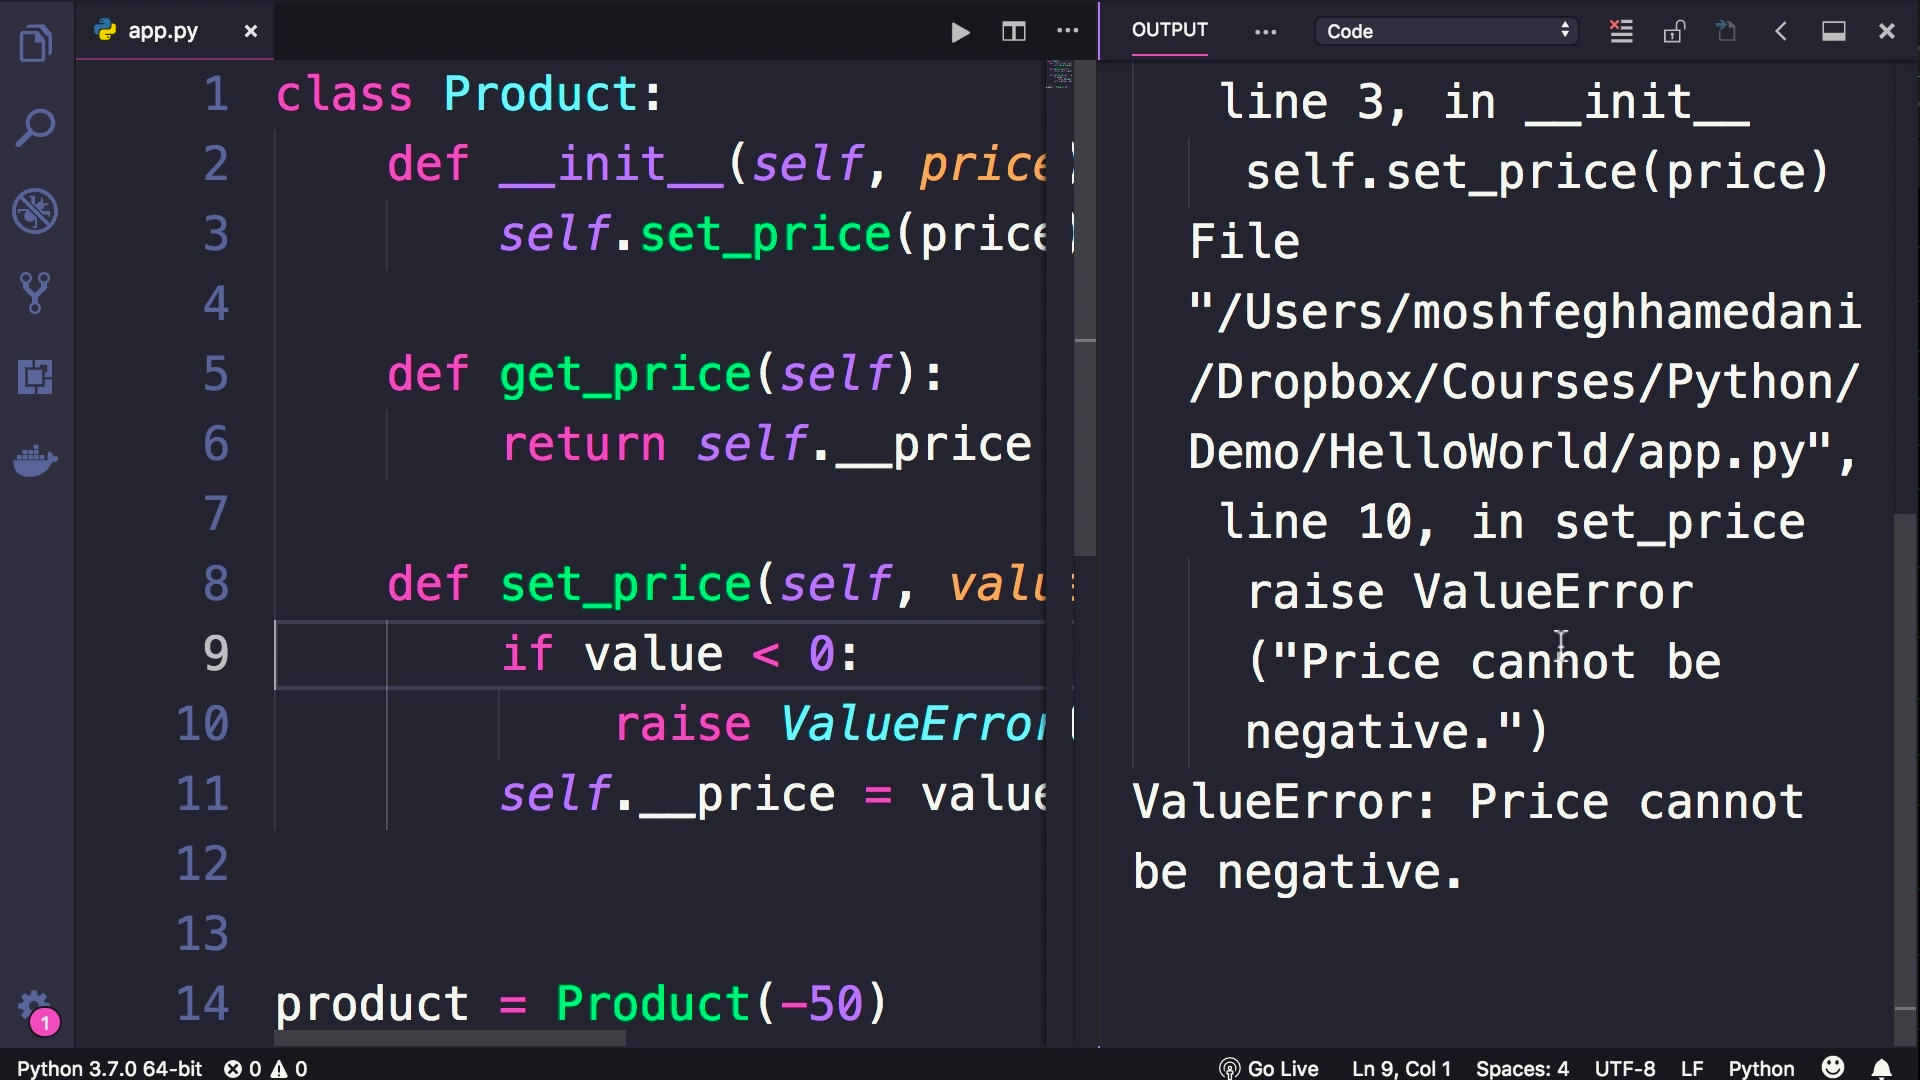 app.py
OUTPUT
Code
1 class Product:
2 def __init__(self, price)
3 self.set_price(price)
4
5 def get_price(self):
6 return self.__price
7
8 def set_price(self, valu
9 if value < 0:
10 raise ValueError(
11 self.__price = value
12
13
14 product = Product(-50)
line 3, in __init__
self.set_price(price)
File
"/Users/moshfeghhamedani
/Dropbox/Courses/Python/
Demo/HelloWorld/app.py",
line 10, in set_price
raise ValueError
("Price cannot be
negative.")
ValueError: Price cannot
be negative.
1
Python 3.7.0 64-bit 0 0
Go Live Ln 9, Col 1 Spaces: 4 UTF-8 LF Python